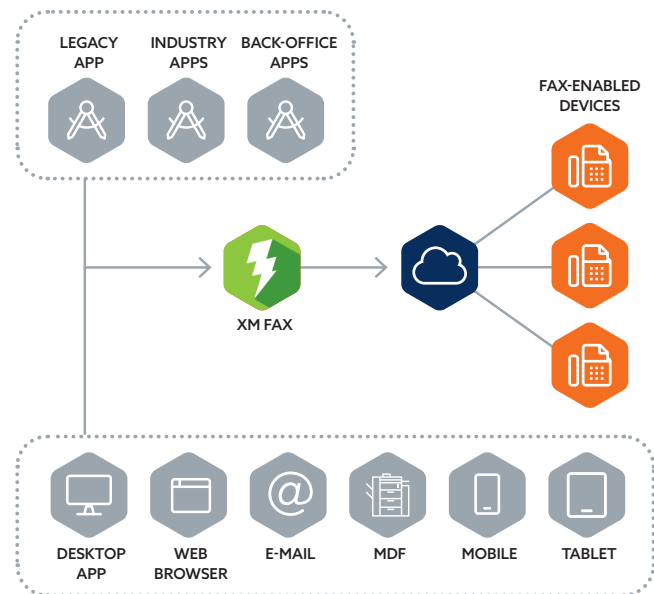 LEGACY
APP
INDUSTRY
APPS
BACK-OFFICE
APPS
FAX-ENABLED
DEVICES
XM FAX
DESKTOP
APP
WEB
BROWSER
E-MAIL
MDF
MOBILE
TABLET